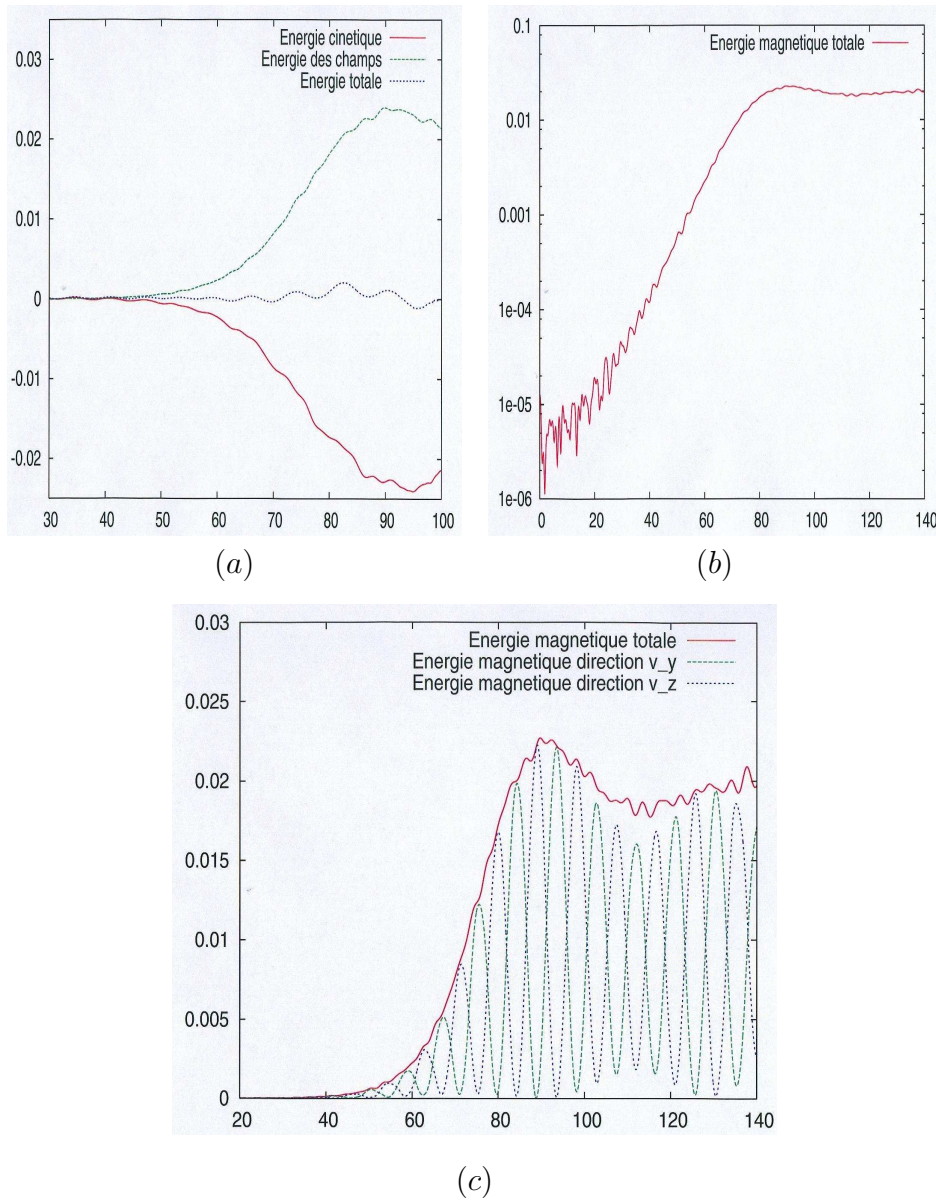 Energie cinetique
Energie des champs
Energie totale
0.03
0.02
0.01
0
-0.01
-0.02
30 40 50 60 70 80 90 100
(a)
Energie magnetique totale
0.1
0.01
0.001
1e-04
1e-05
1e-06
0 20 40 60 80 100 120 140
(b)
Energie magnetique totale
Energie magnetique direction v_y
Energie magnetique direction v_z
0.03
0.025
0.02
0.015
0.01
0.005
0
20 40 60 80 100 120 140
(c)